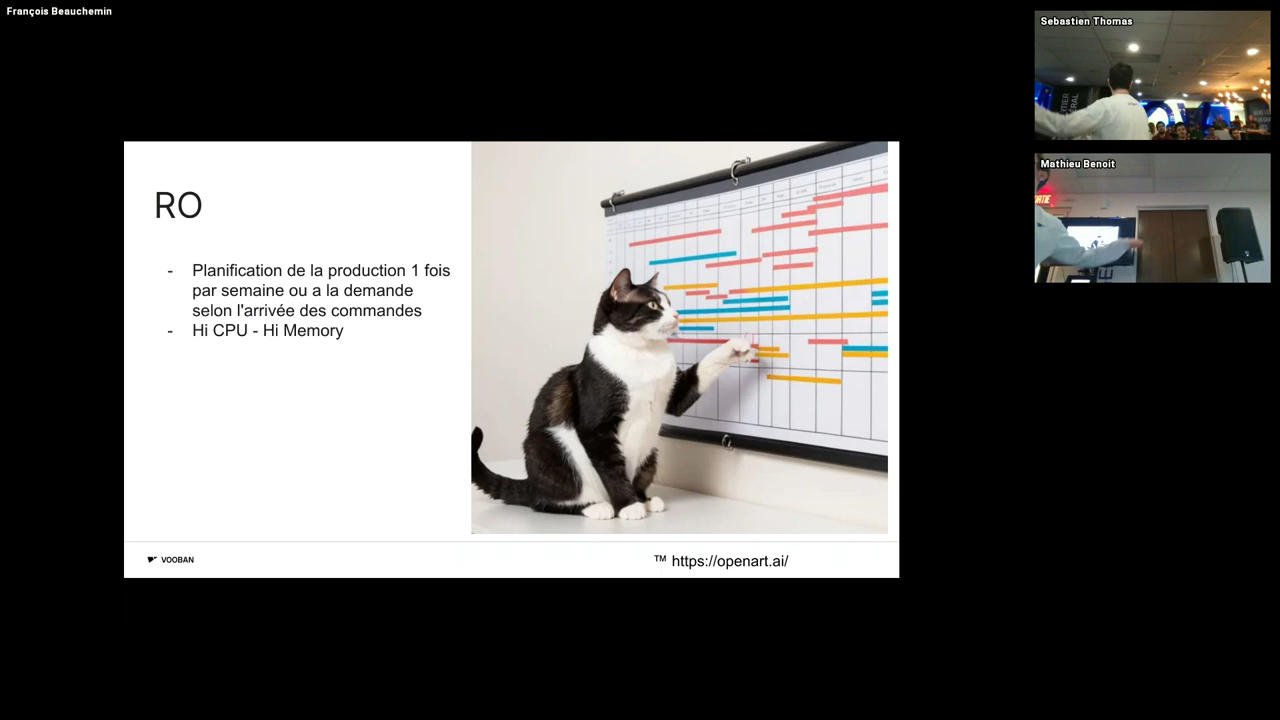 François Beauchemin
Sebastien Thomas
Mathieu Benoit
RO
- Planification de la production 1 fois
par semaine ou a la demande
selon l'arrivée des commandes
- Hi CPU - Hi Memory
VOOBAN
™ https://openart.ai/